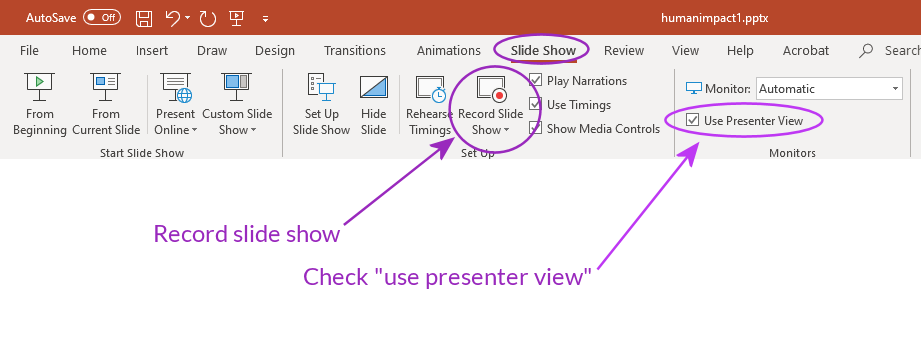 AutoSave Off humanimpact1.pptx
File Home Insert Draw Design Transitions Animations Slide Show Review View Help Acrobat Search
From Beginning
From Current Slide
Present Online
Custom Slide Show
Set Up Slide Show
Hide Slide
Rehearse Timings
Record Slide Show
Play Narrations
Use Timings
Show Media Controls
Monitor: Automatic
Use Presenter View
Start Slide Show Set Up Monitors
Record slide show
Check "use presenter view"